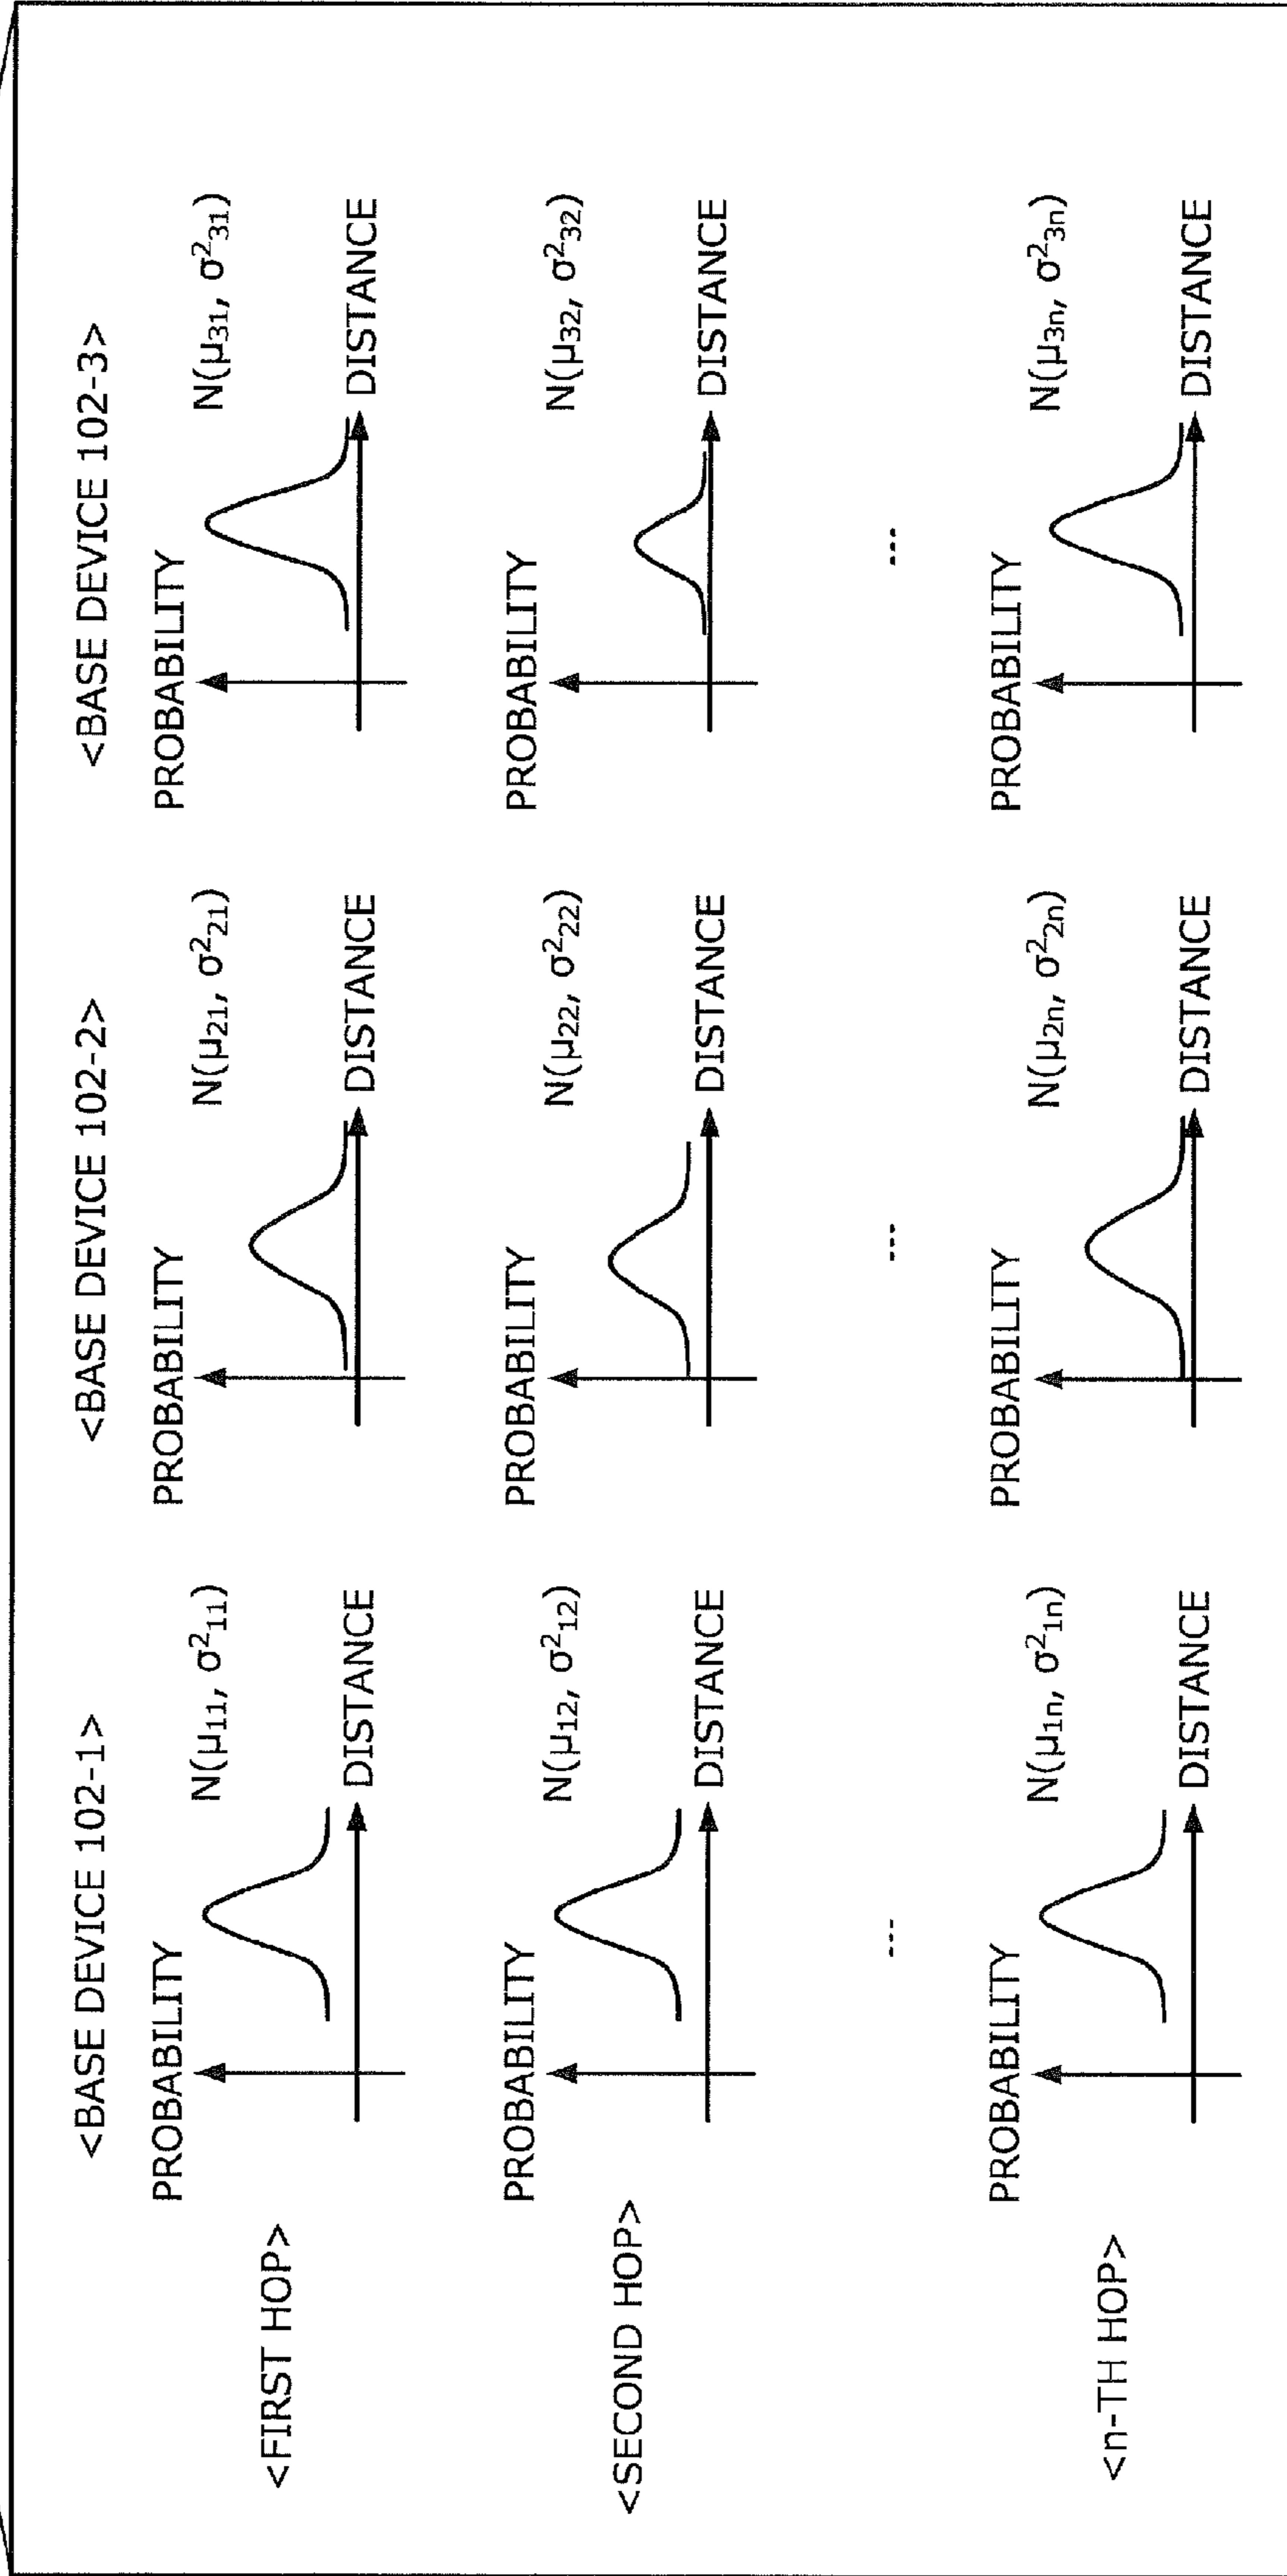 <BASE DEVICE 102-1>
<BASE DEVICE 102-2>
<BASE DEVICE 102-3>
<FIRST HOP>
PROBABILITY
N(μ11, σ²11)
DISTANCE
PROBABILITY
N(μ21, σ²21)
DISTANCE
PROBABILITY
N(μ31, σ²31)
DISTANCE
<SECOND HOP>
PROBABILITY
N(μ12, σ²12)
DISTANCE
PROBABILITY
N(μ22, σ²22)
DISTANCE
PROBABILITY
N(μ32, σ²32)
DISTANCE
...
...
...
<n-TH HOP>
PROBABILITY
N(μ1n, σ²1n)
DISTANCE
PROBABILITY
N(μ2n, σ²2n)
DISTANCE
PROBABILITY
N(μ3n, σ²3n)
DISTANCE